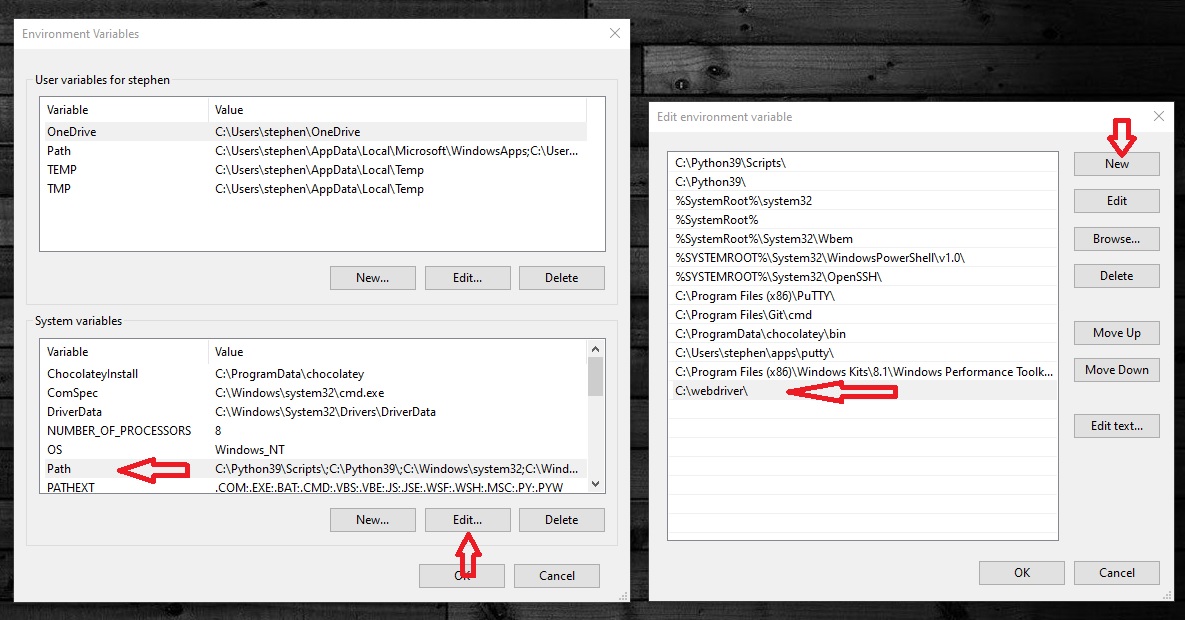 Environment Variables
User variables for stephen
Variable Value
OneDrive C:\Users\stephen\OneDrive
Path C:\Users\stephen\AppData\Local\Microsoft\WindowsApps;C:\User...
TEMP C:\Users\stephen\AppData\Local\Temp
TMP C:\Users\stephen\AppData\Local\Temp
New... Edit... Delete
System variables
Variable Value
ChocolateyInstall C:\ProgramData\chocolatey
ComSpec C:\Windows\system32\cmd.exe
DriverData C:\Windows\System32\Drivers\DriverData
NUMBER_OF_PROCESSORS 8
OS Windows_NT
Path C:\Python39\Scripts\;C:\Python39\;C:\Windows\system32;C:\Wind...
PATHEXT .COM;.EXE;.BAT;.CMD;.VBS;.VBE;.JS;.JSE;.WSF;.WSH;.MSC;.PY;.PYW
New... Edit... Delete
OK Cancel
Edit environment variable
C:\Python39\Scripts\
C:\Python39\
%SystemRoot%\system32
%SystemRoot%
%SystemRoot%\System32\Wbem
%SYSTEMROOT%\System32\WindowsPowerShell\v1.0\
%SYSTEMROOT%\System32\OpenSSH\
C:\Program Files (x86)\PuTTY\
C:\Program Files\Git\cmd
C:\ProgramData\chocolatey\bin
C:\Users\stephen\apps\putty\
C:\Program Files (x86)\Windows Kits\8.1\Windows Performance Toolk...
C:\webdriver\
New
Edit
Browse...
Delete
Move Up
Move Down
Edit text...
OK Cancel